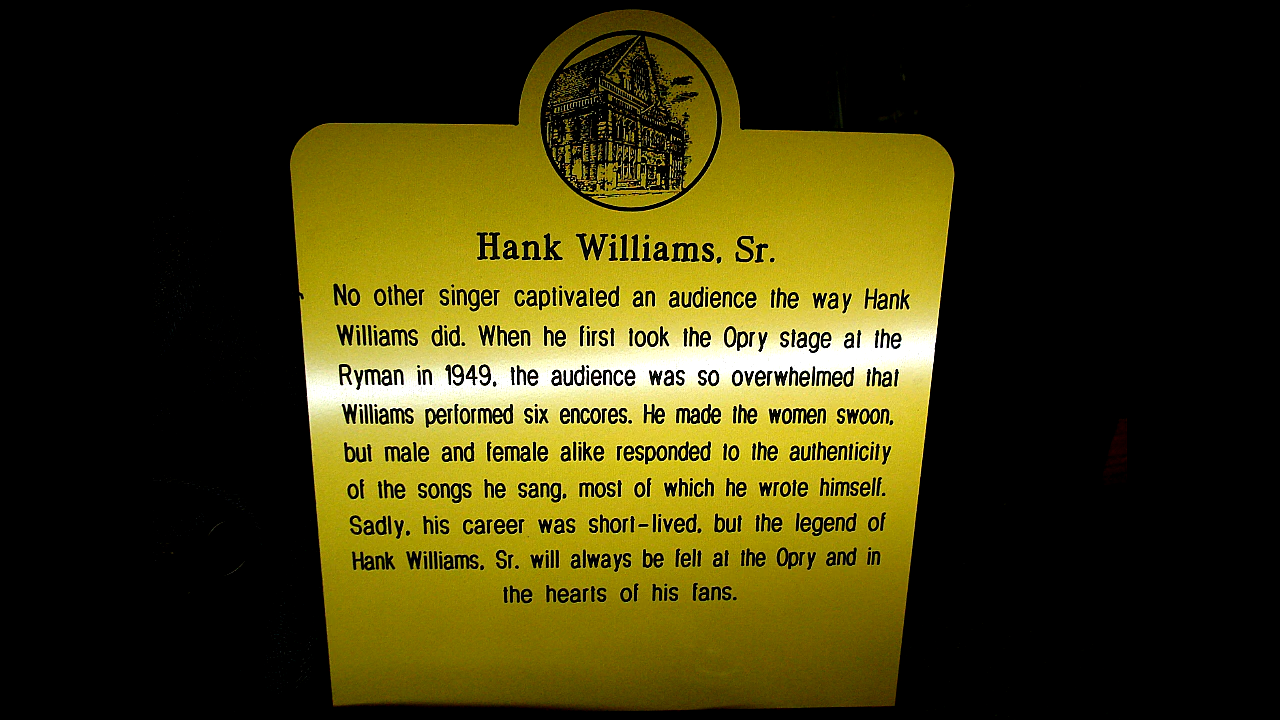 Hank Williams, Sr.
No other singer captivated an audience the way Hank
Williams did. When he first took the Opry stage at the
Ryman in 1949, the audience was so overwhelmed that
Williams performed six encores. He made the women swoon,
but male and female alike responded to the authenticity
of the songs he sang, most of which he wrote himself.
Sadly, his career was short-lived, but the legend of
Hank Williams, Sr. will always be felt at the Opry and in
the hearts of his fans.